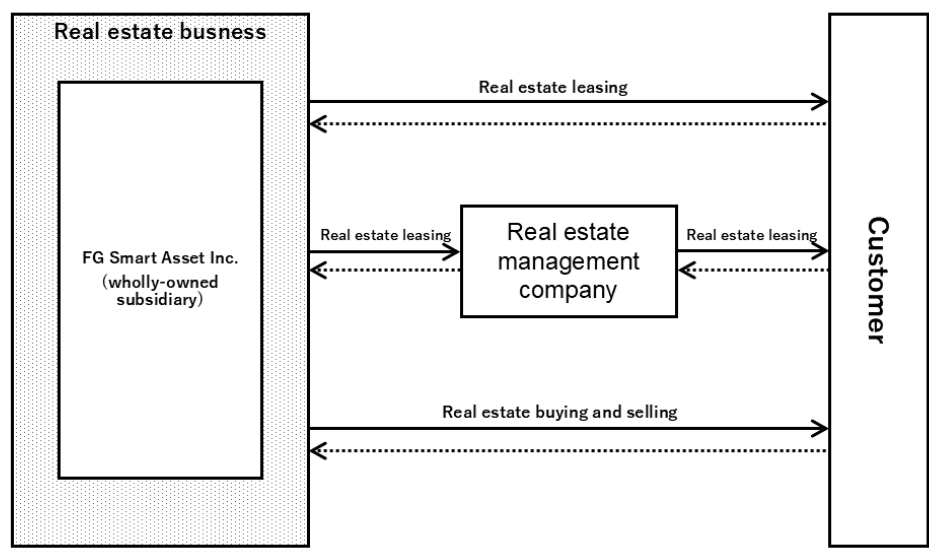 Real estate busness
FG Smart Asset Inc.
(wholly-owned
subsidiary)
Real estate leasing
Real estate leasing
Real estate
management
company
Real estate leasing
Real estate buying and selling
Customer